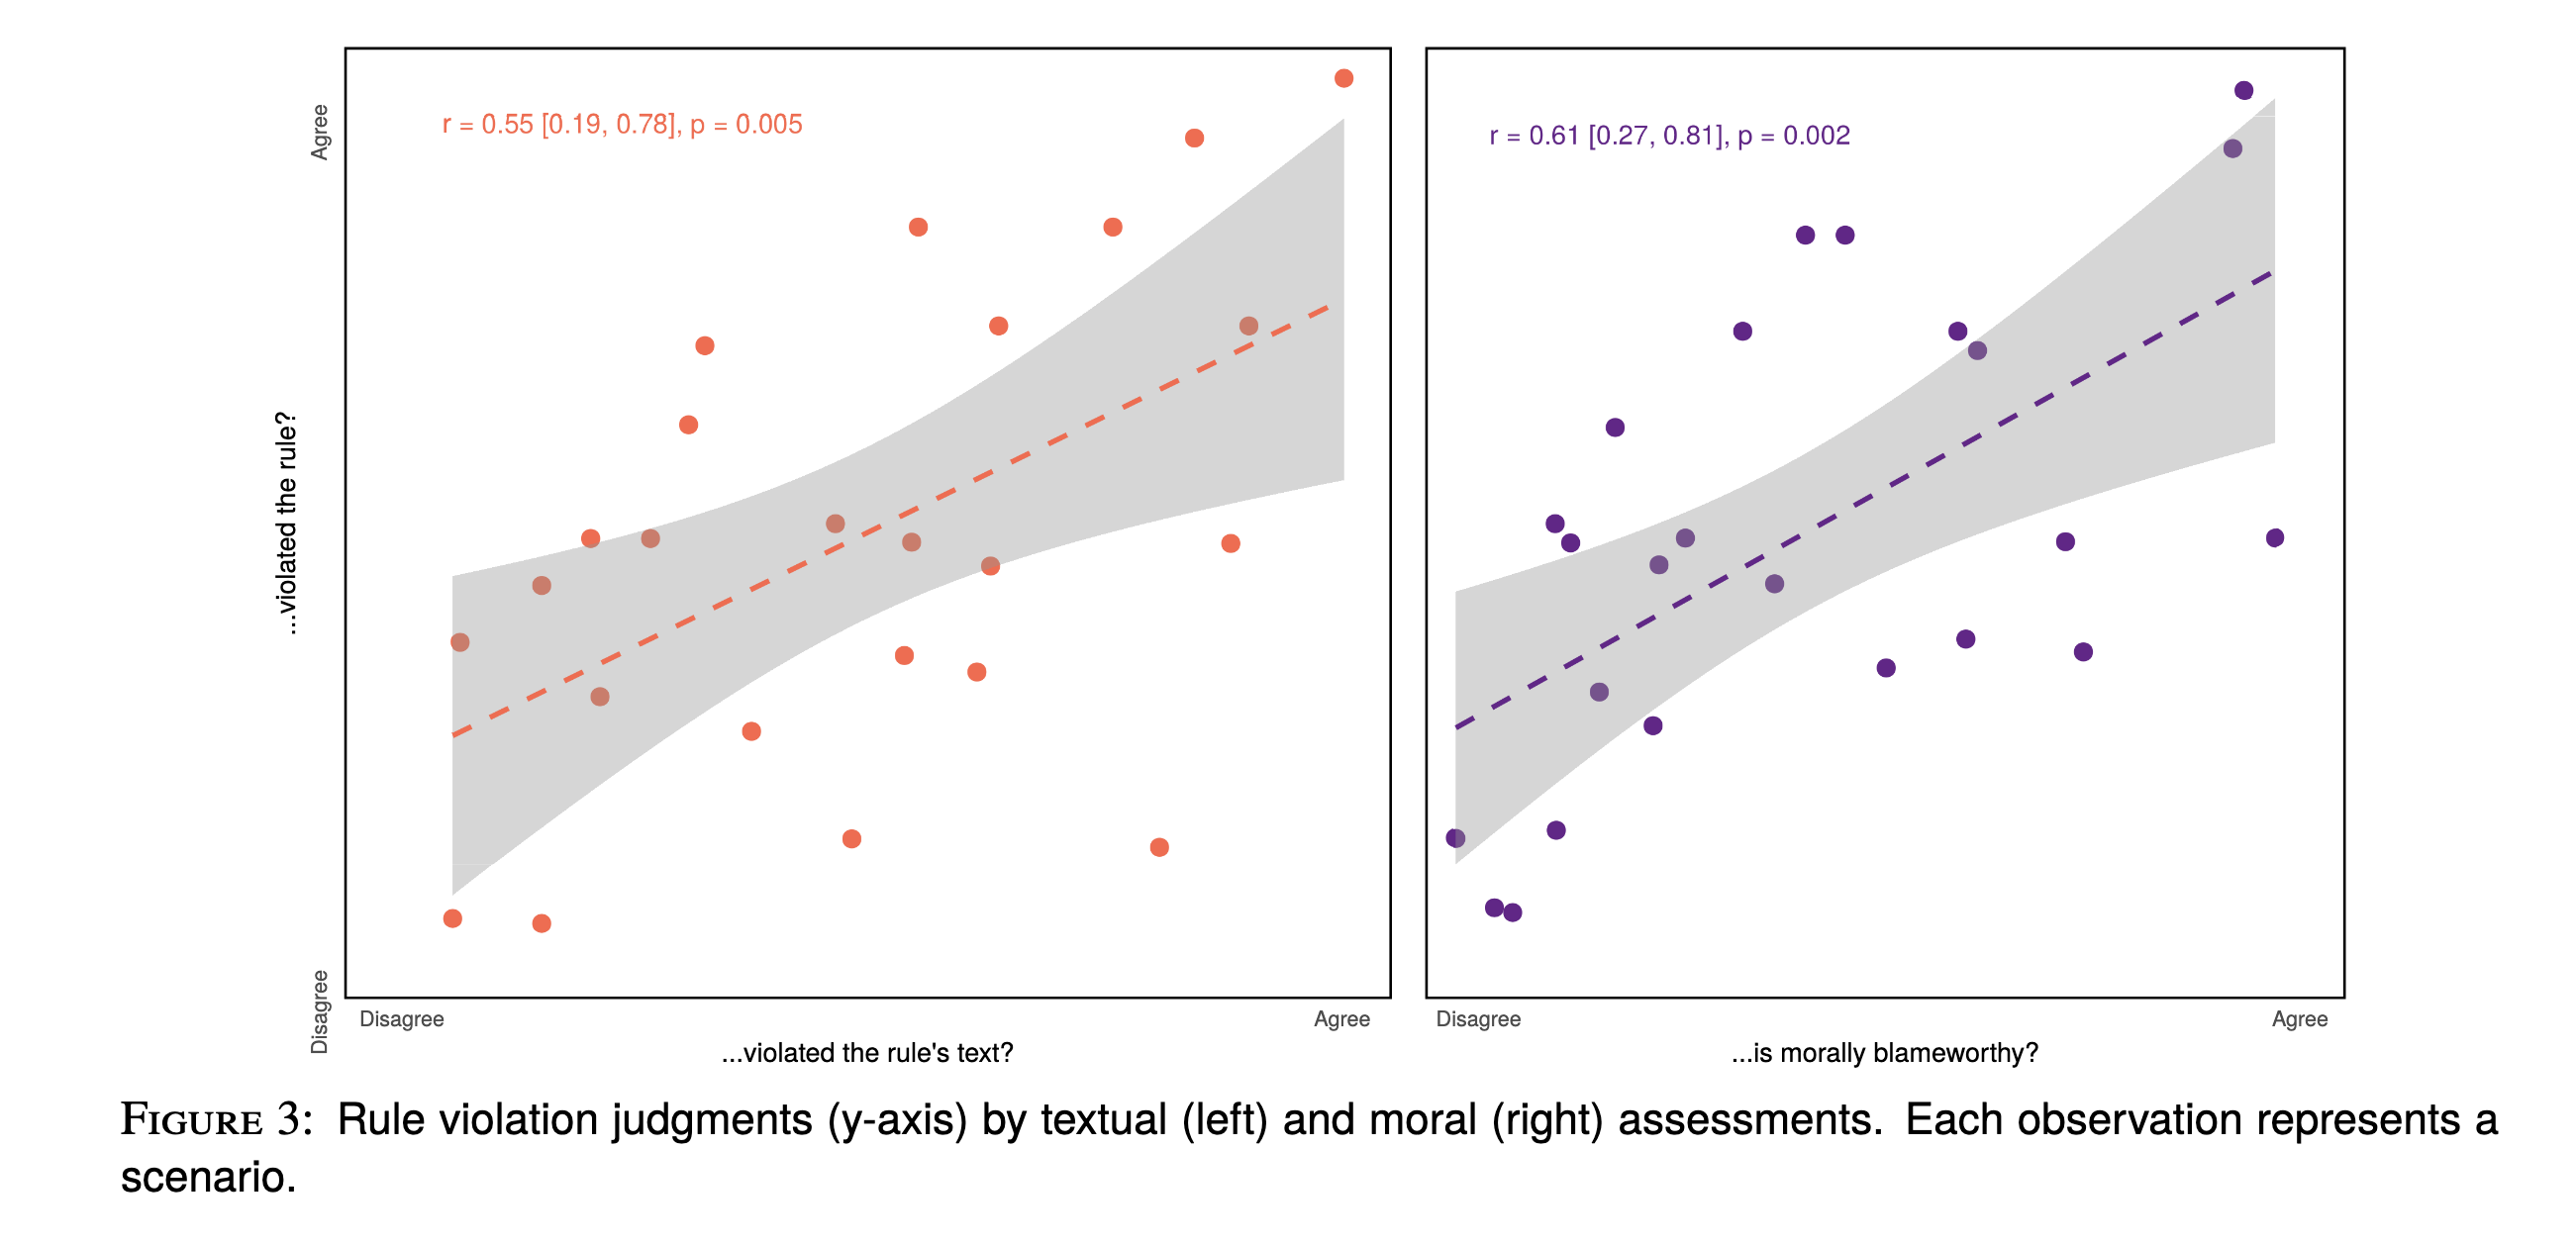 r = 0.55 [0.19, 0.78], p = 0.005
r = 0.61 [0.27, 0.81], p = 0.002
Agree
...violated the rule?
Disagree
Disagree
Agree
Disagree
Agree
...violated the rule's text?
...is morally blameworthy?
FIGURE 3: Rule violation judgments (y-axis) by textual (left) and moral (right) assessments. Each observation represents a
scenario.